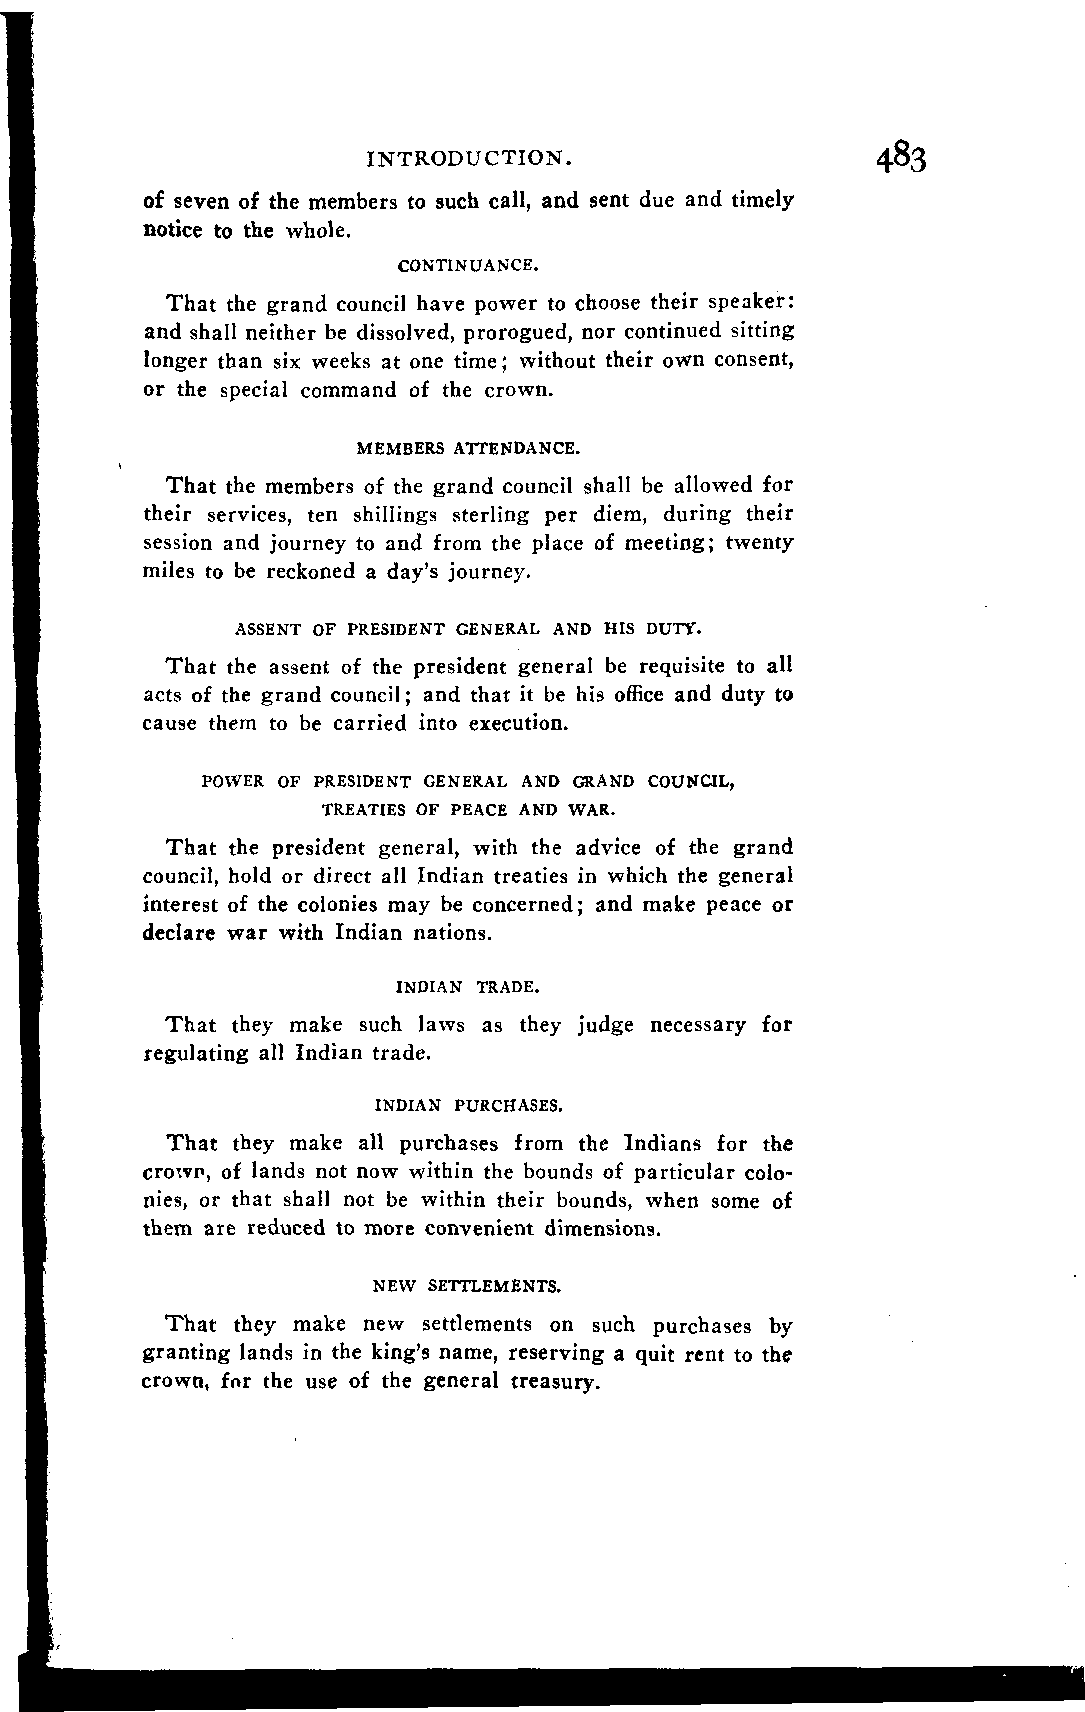 INTRODUCTION. 483
of seven of the members to such call, and sent due and timely
notice to the whole.
CONTINUANCE.
That the grand council have power to choose their speaker:
and shall neither be dissolved, prorogued, nor continued sitting
longer than six weeks at one time; without their own consent,
or the special command of the crown.
MEMBERS ATTENDANCE.
That the members of the grand council shall be allowed for
their services, ten shillings sterling per diem, during their
session and journey to and from the place of meeting; twenty
miles to be reckoned a day's journey.
ASSENT OF PRESIDENT GENERAL AND HIS DUTY.
That the assent of the president general be requisite to all
acts of the grand council; and that it be his office and duty to
cause them to be carried into execution.
POWER OF PRESIDENT GENERAL AND GRAND COUNCIL,
TREATIES OF PEACE AND WAR.
That the president general, with the advice of the grand
council, hold or direct all Indian treaties in which the general
interest of the colonies may be concerned; and make peace or
declare war with Indian nations.
INDIAN TRADE.
That they make such laws as they judge necessary for
regulating all Indian trade.
INDIAN PURCHASES.
That they make all purchases from the Indians for the
crown, of lands not now within the bounds of particular colo-
nies, or that shall not be within their bounds, when some of
them are reduced to more convenient dimensions.
NEW SETTLEMENTS.
That they make new settlements on such purchases by
granting lands in the king's name, reserving a quit rent to the
crown, for the use of the general treasury.